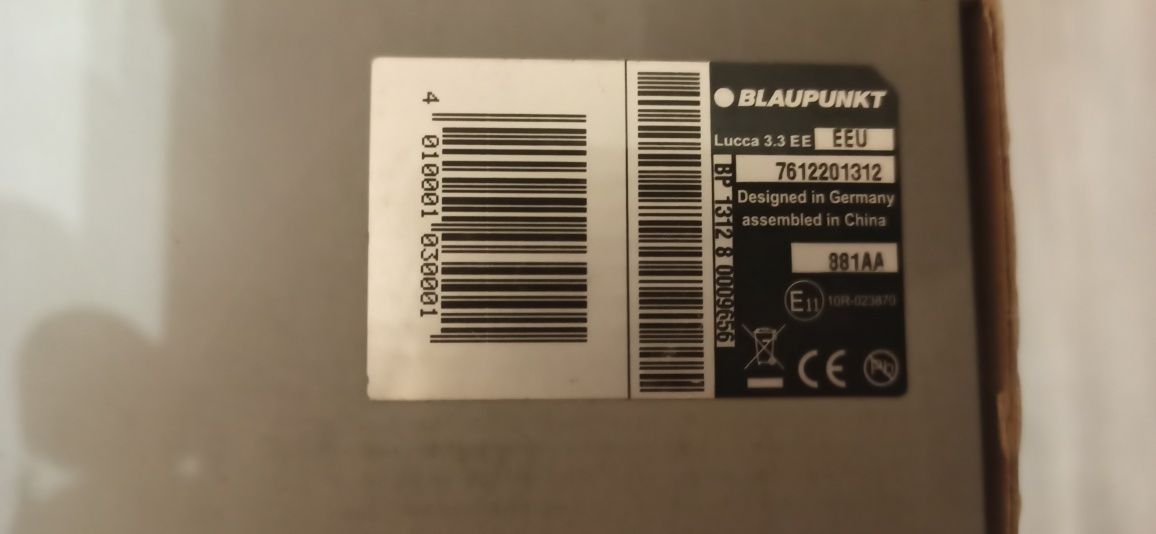 4 010001 030001
BLAUPUNKT
Lucca 3.3 EE EEU
7612201312
BP 1312 8 0009656
Designed in Germany
assembled in China
881AA
E11 10R-023870
CE
Pb